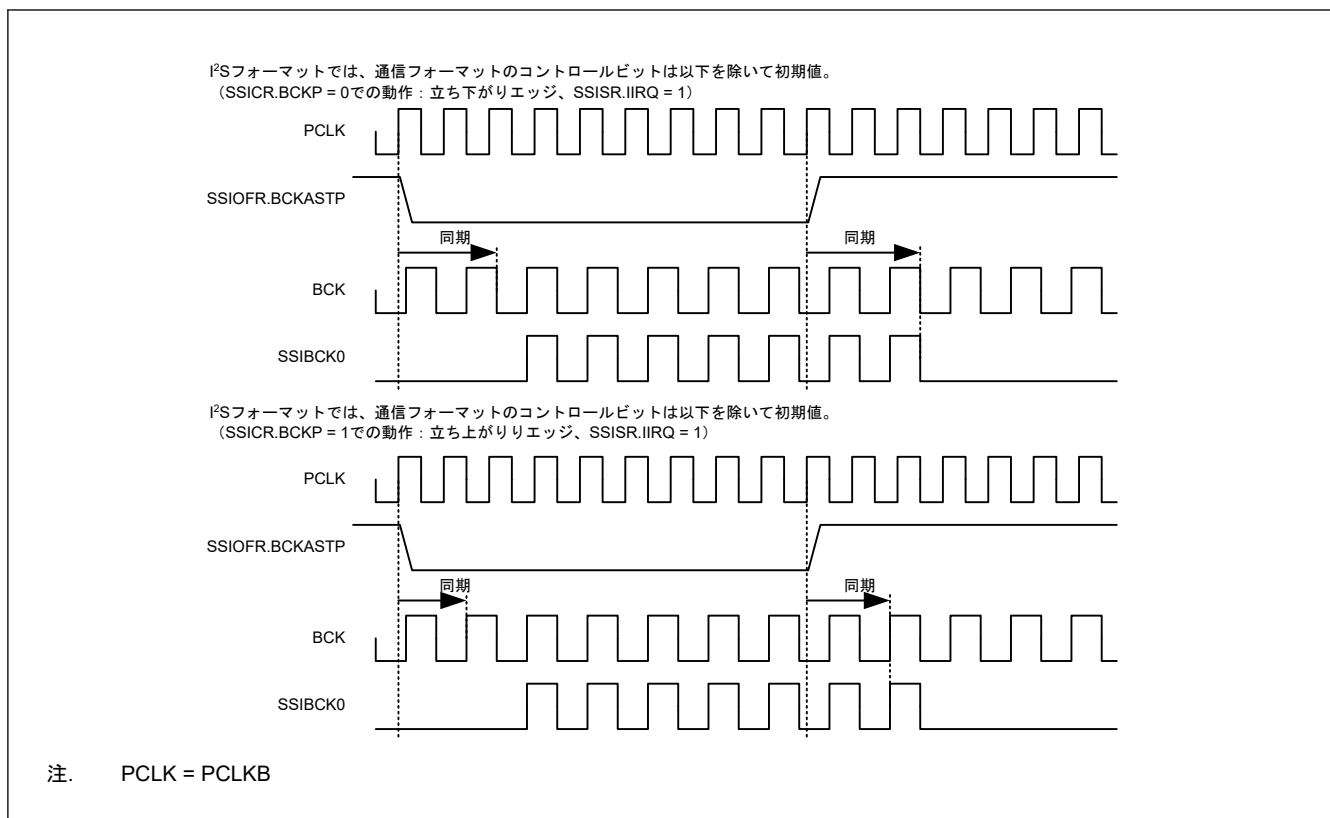 I²Sフォーマットでは、通信フォーマットのコントロールビットは以下を除いて初期値。
（SSICR.BCKP = 0での動作：立ち下がりエッジ、SSISR.IIRQ = 1）
PCLK
SSIOFR.BCKASTP
同期
同期
BCK
SSIBCK0
I²Sフォーマットでは、通信フォーマットのコントロールビットは以下を除いて初期値。
（SSICR.BCKP = 1での動作：立ち上がりりエッジ、SSISR.IIRQ = 1）
PCLK
SSIOFR.BCKASTP
同期
同期
BCK
SSIBCK0
注. PCLK = PCLKB